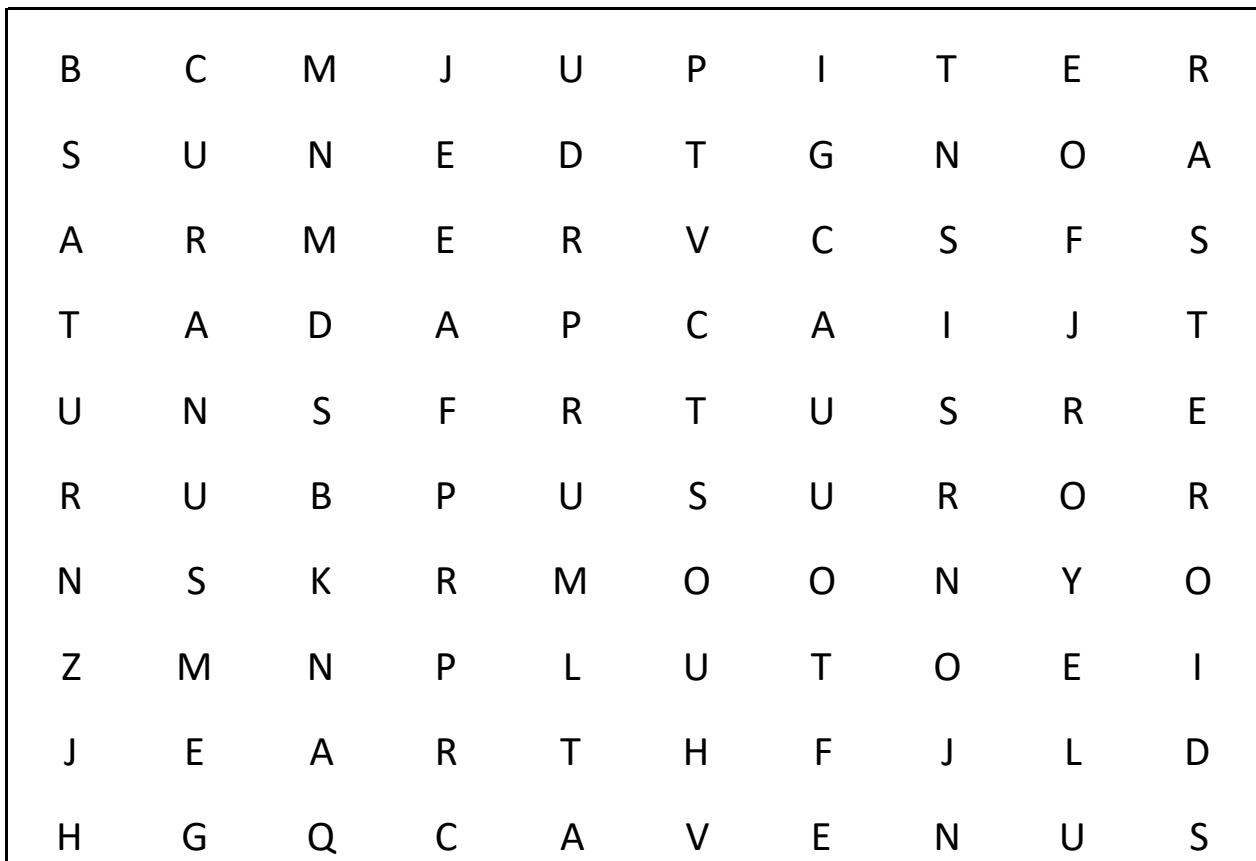 B C M J U P I T E R
S U N E D T G N O A
A R M E R V C S F S
T A D A P C A I J T
U N S F R T U S R E
R U B P U S U R O R
N S K R M O O N Y O
Z M N P L U T O E I
J E A R T H F J L D
H G Q C A V E N U S